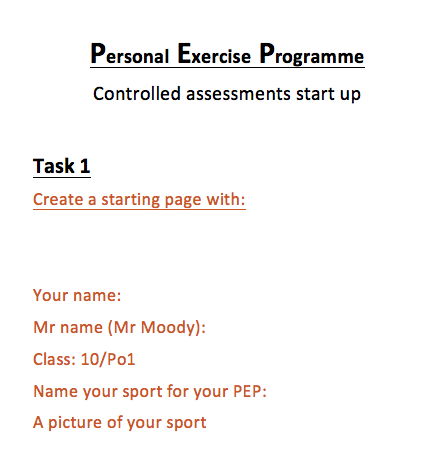 Personal Exercise Programme
Controlled assessments start up
Task 1
Create a starting page with:
Your name:
Mr name (Mr Moody):
Class: 10/Po1
Name your sport for your PEP:
A picture of your sport